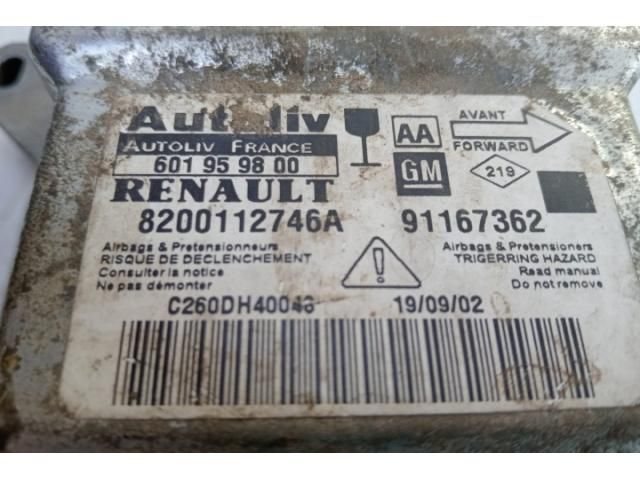 Autoliv
AUTOLIV FRANCE
601 95 98 00
RENAULT
8200112746A
AA
GM
AVANT
FORWARD
219
91167362
Airbags & Pretensionneurs
RISQUE DE DECLENCHEMENT
Consulter la notice
Ne pas démonter
Airbags & Pretensioners
TRIGERRING HAZARD
Read manual
Do not remove
C260DH40046
19/09/02